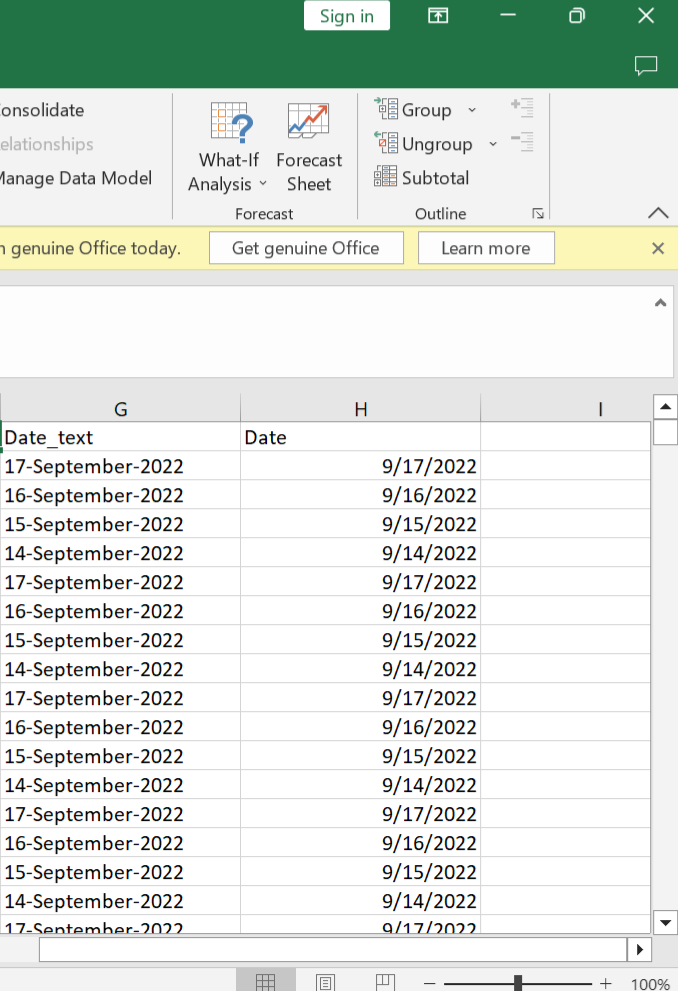 Sign in
onsolidate
elationships
Manage Data Model
What-If
Analysis
Forecast
Sheet
Forecast
Group
Ungroup
Subtotal
Outline
genuine Office today.
Get genuine Office
Learn more
G H I
Date_text Date
17-September-2022 9/17/2022
16-September-2022 9/16/2022
15-September-2022 9/15/2022
14-September-2022 9/14/2022
17-September-2022 9/17/2022
16-September-2022 9/16/2022
15-September-2022 9/15/2022
14-September-2022 9/14/2022
17-September-2022 9/17/2022
16-September-2022 9/16/2022
15-September-2022 9/15/2022
14-September-2022 9/14/2022
17-September-2022 9/17/2022
16-September-2022 9/16/2022
15-September-2022 9/15/2022
14-September-2022 9/14/2022
17-September-2022 9/17/2022
100%